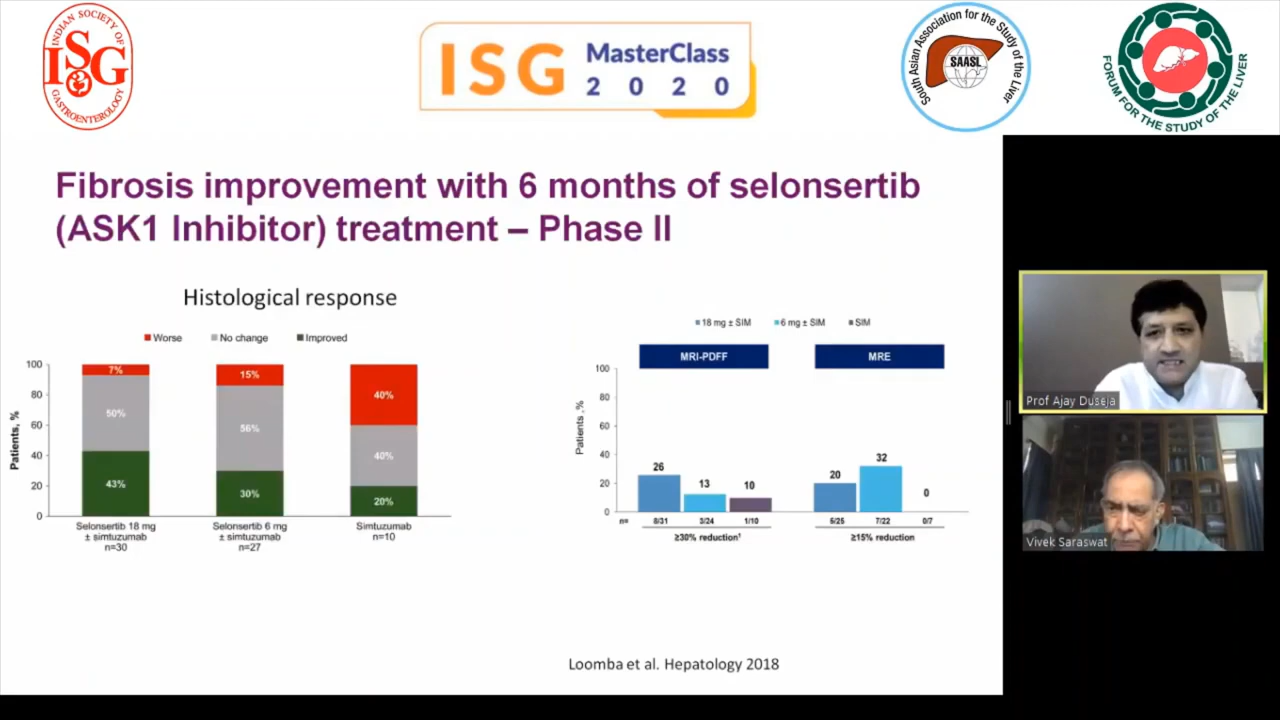 INDIAN SOCIETY OF
ISG
GASTROENTEROLOGY
ISG MasterClass
2020
South Asian Association for the Study of the Liver
SAASL
FORUM FOR THE STUDY OF THE LIVER
Fibrosis improvement with 6 months of selonsertib
(ASK1 Inhibitor) treatment – Phase II
Histological response
Worse No change Improved
Patients, %
100
80
60
40
20
0
7%
50%
43%
15%
56%
30%
40%
40%
20%
Selonsertib 18 mg
± simtuzumab
n=30
Selonsertib 6 mg
± simtuzumab
n=27
Simtuzumab
n=10
18 mg ± SIM 6 mg ± SIM SIM
MRI-PDFF MRE
Patients ,%
100
80
60
40
20
0
26 13 10 20 32 0
n= 8/31 3/24 1/10 5/25 7/22 0/7
≥30% reduction¹ ≥15% reduction
Loomba et al. Hepatology 2018
Prof Ajay Duseja
Vivek Saraswat